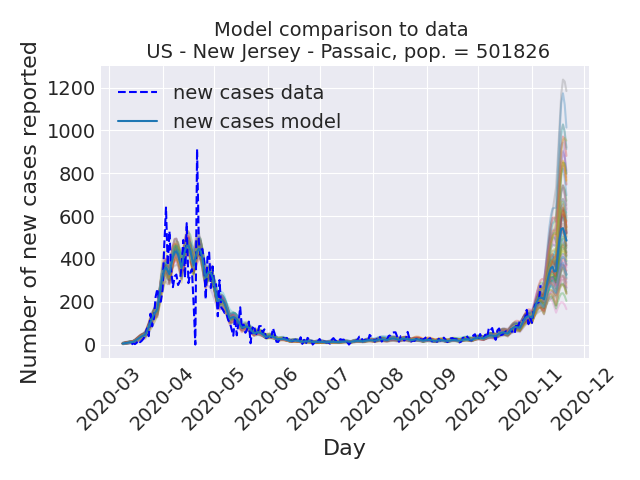 Model comparison to data
US - New Jersey - Passaic, pop. = 501826
Number of new cases reported
1200
1000
800
600
400
200
0
new cases data
new cases model
2020-03
2020-04
2020-05
2020-06
2020-07
2020-08
2020-09
2020-10
2020-11
2020-12
Day